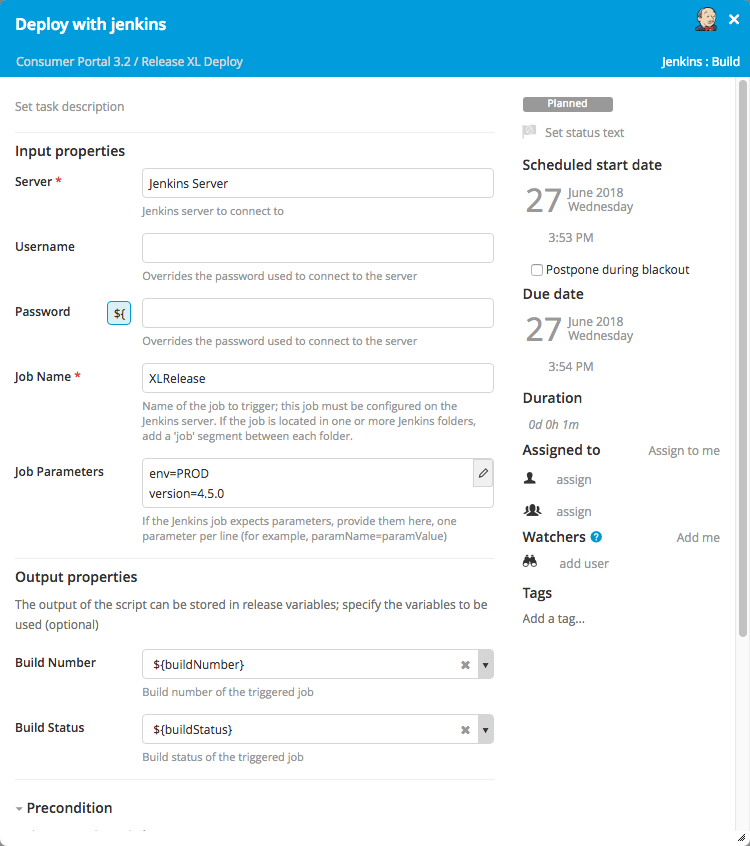 Deploy with jenkins
Consumer Portal 3.2 / Release XL Deploy
Jenkins : Build
Set task description
Input properties
Server *
Jenkins Server
Jenkins server to connect to
Username
Overrides the password used to connect to the server
Password
${
Overrides the password used to connect to the server
Job Name *
XLRelease
Name of the job to trigger; this job must be configured on the
Jenkins server. If the job is located in one or more Jenkins folders,
add a 'job' segment between each folder.
Job Parameters
env=PROD
version=4.5.0
If the Jenkins job expects parameters, provide them here, one
parameter per line (for example, paramName=paramValue)
Output properties
The output of the script can be stored in release variables; specify the variables to be
used (optional)
Build Number
${buildNumber}
Build number of the triggered job
Build Status
${buildStatus}
Build status of the triggered job
Precondition
Planned
Set status text
Scheduled start date
27
June 2018
Wednesday
3:53 PM
Postpone during blackout
Due date
27
June 2018
Wednesday
3:54 PM
Duration
0d 0h 1m
Assigned to
Assign to me
assign
assign
Watchers ?
Add me
add user
Tags
Add a tag...